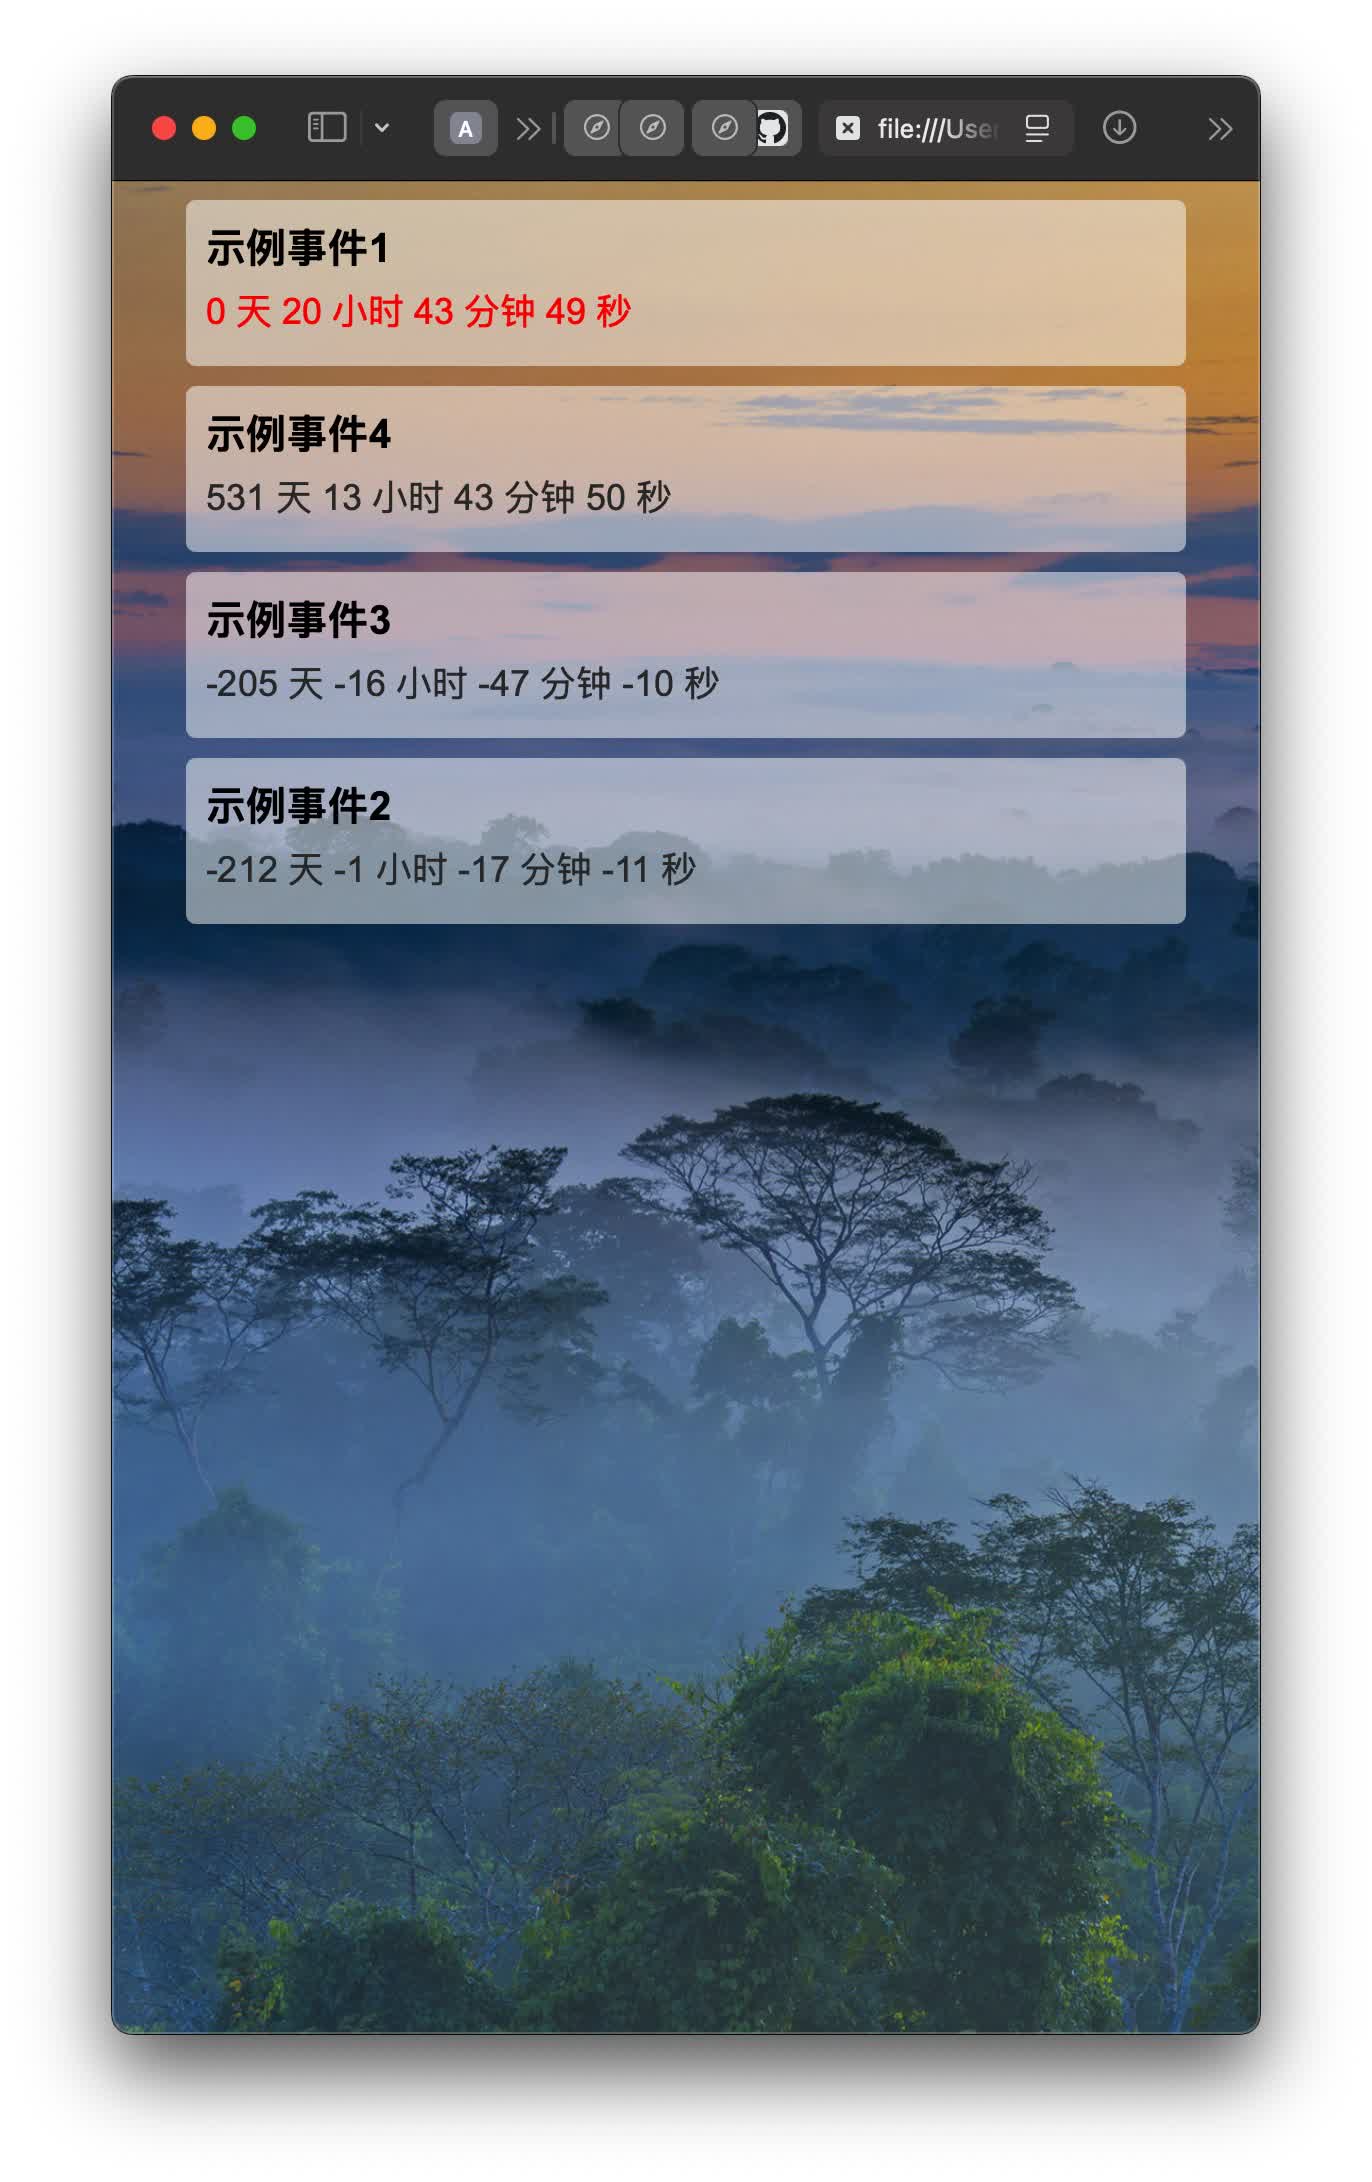 A
file:///User
示例事件1
0 天 20 小时 43 分钟 49 秒
示例事件4
531 天 13 小时 43 分钟 50 秒
示例事件3
-205 天 -16 小时 -47 分钟 -10 秒
示例事件2
-212 天 -1 小时 -17 分钟 -11 秒